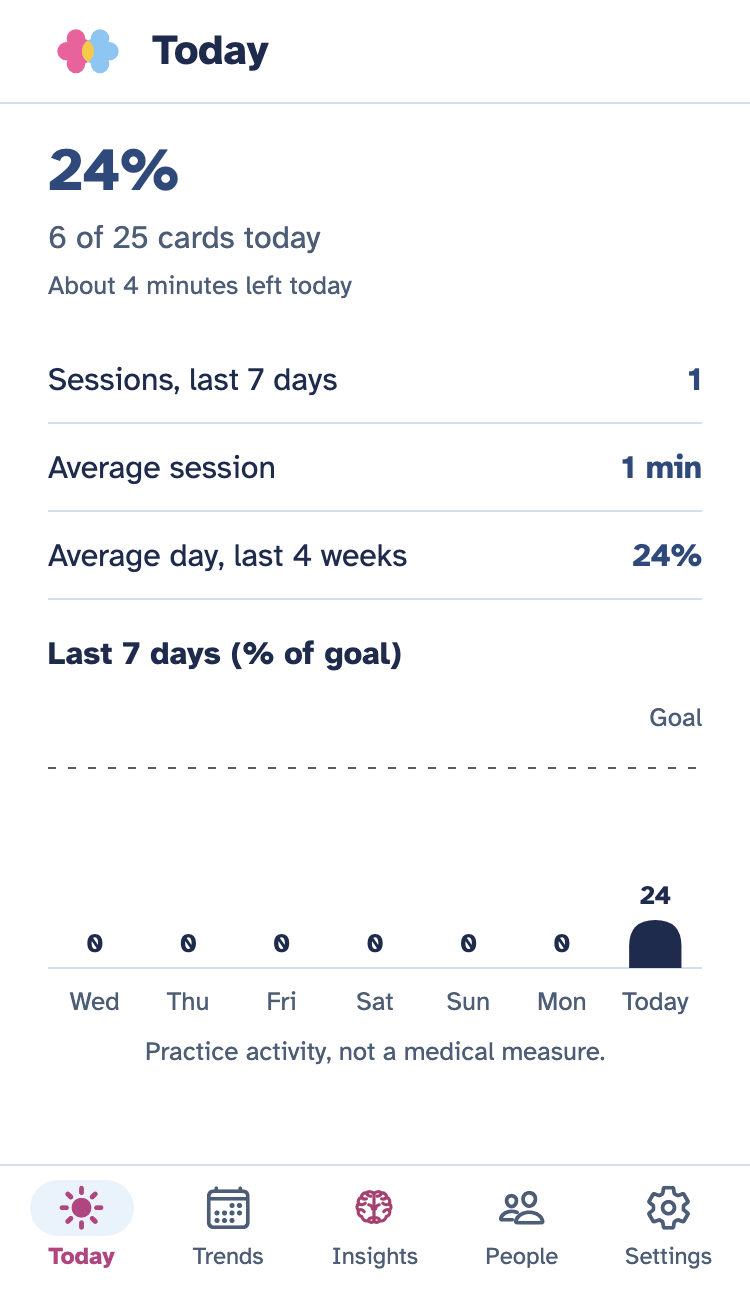 Today
24%
6 of 25 cards today
About 4 minutes left today
Sessions, last 7 days 1
Average session 1 min
Average day, last 4 weeks 24%
Last 7 days (% of goal)
Goal
0 0 0 0 0 0 24
Wed Thu Fri Sat Sun Mon Today
Practice activity, not a medical measure.
Today Trends Insights People Settings